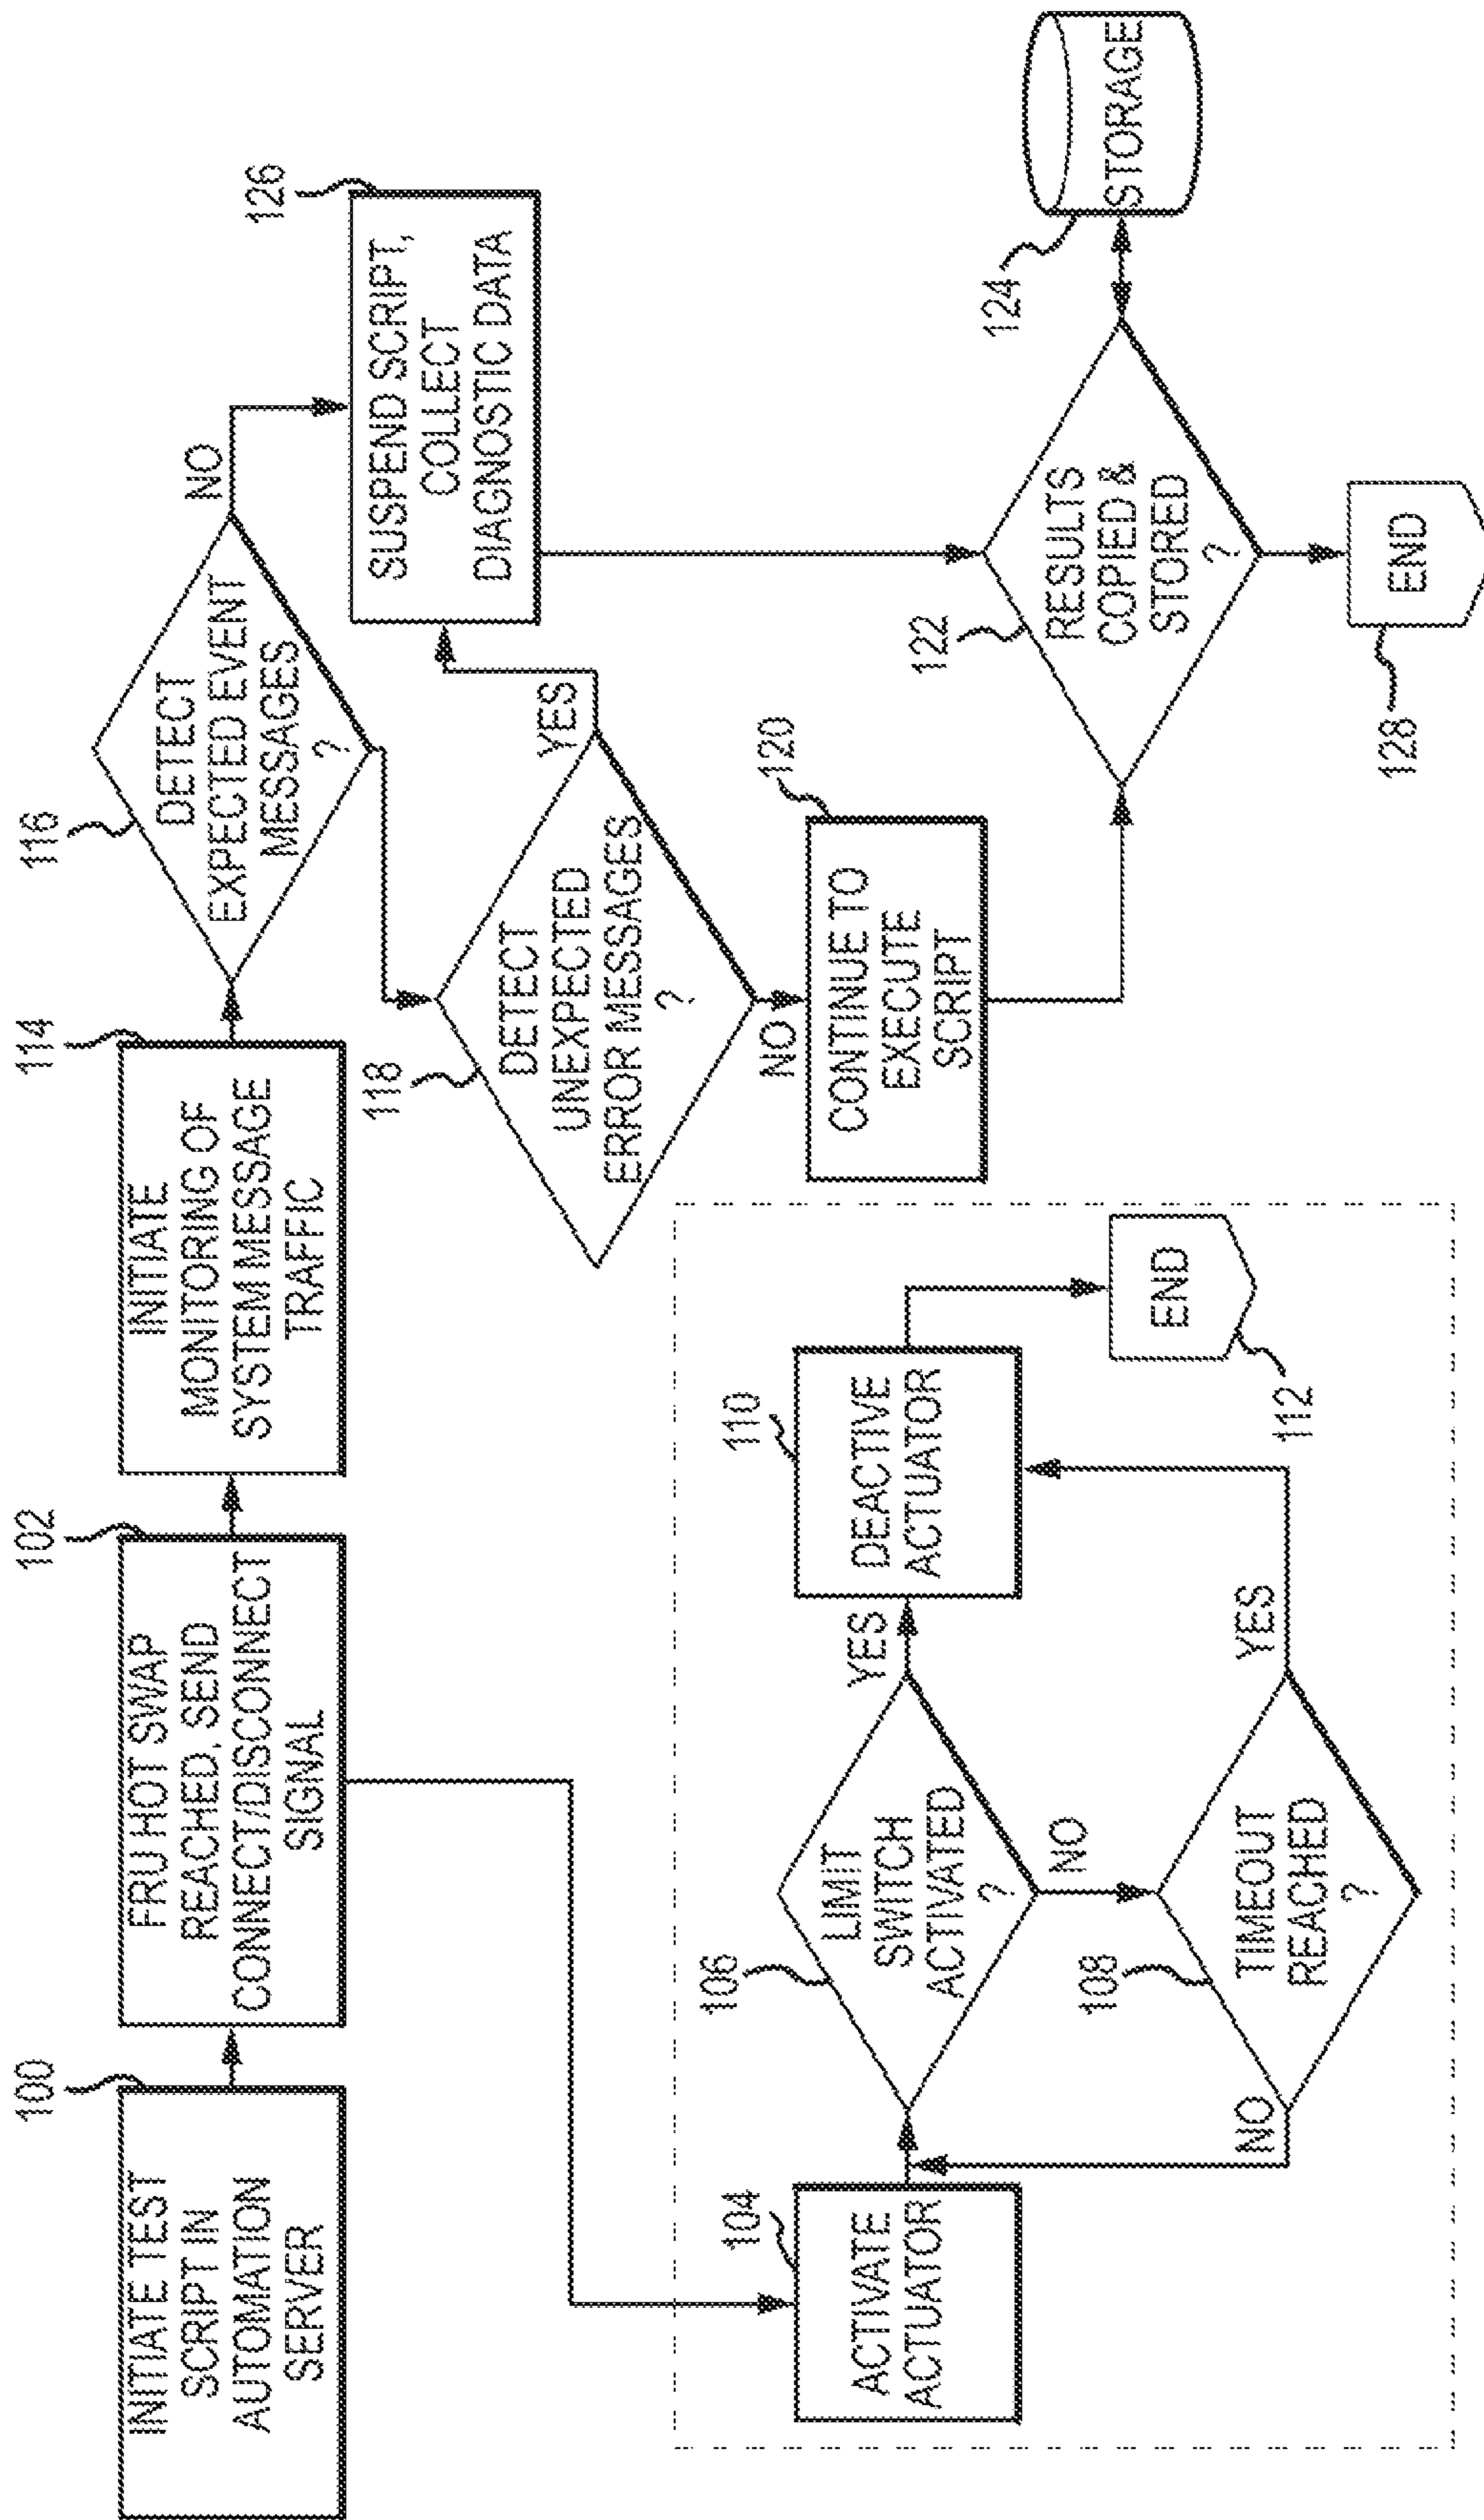 100
INITIATE TEST
SCRIPT IN
AUTOMATION
SERVER
102
FRU HOT SWAP
REACHED, SEND
CONNECT/DISCONNECT
SIGNAL
114
INITIATE
MONITORING OF
SYSTEM MESSAGE
TRAFFIC
116
DETECT
EXPECTED EVENT
MESSAGES
?
NO
126
SUSPEND SCRIPT,
COLLECT
DIAGNOSTIC DATA
118
DETECT
UNEXPECTED
ERROR MESSAGES
?
YES
NO
120
CONTINUE TO
EXECUTE
SCRIPT
122
RESULTS
COPIED &
STORED
?
124
STORAGE
128
END
104
ACTIVATE
ACTUATOR
106
LIMIT
SWITCH
ACTIVATED
?
YES
NO
108
TIMEOUT
REACHED
?
NO
YES
110
DEACTIVE
ACTUATOR
112
END